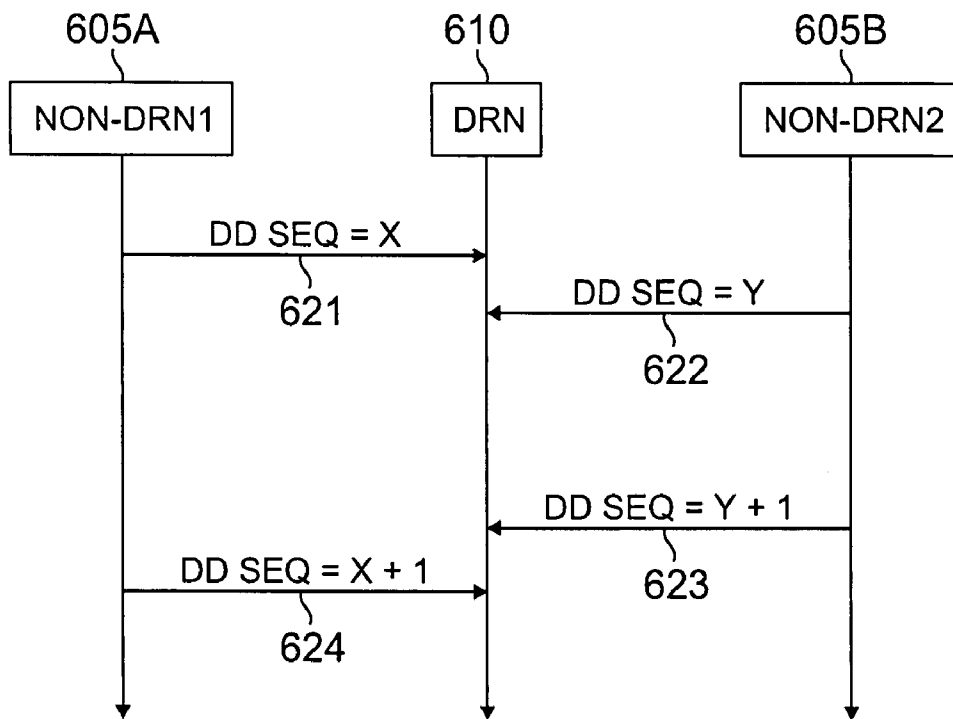 605A
610
605B
NON-DRN1
DRN
NON-DRN2
DD SEQ = X
621
DD SEQ = Y
622
DD SEQ = Y + 1
623
DD SEQ = X + 1
624